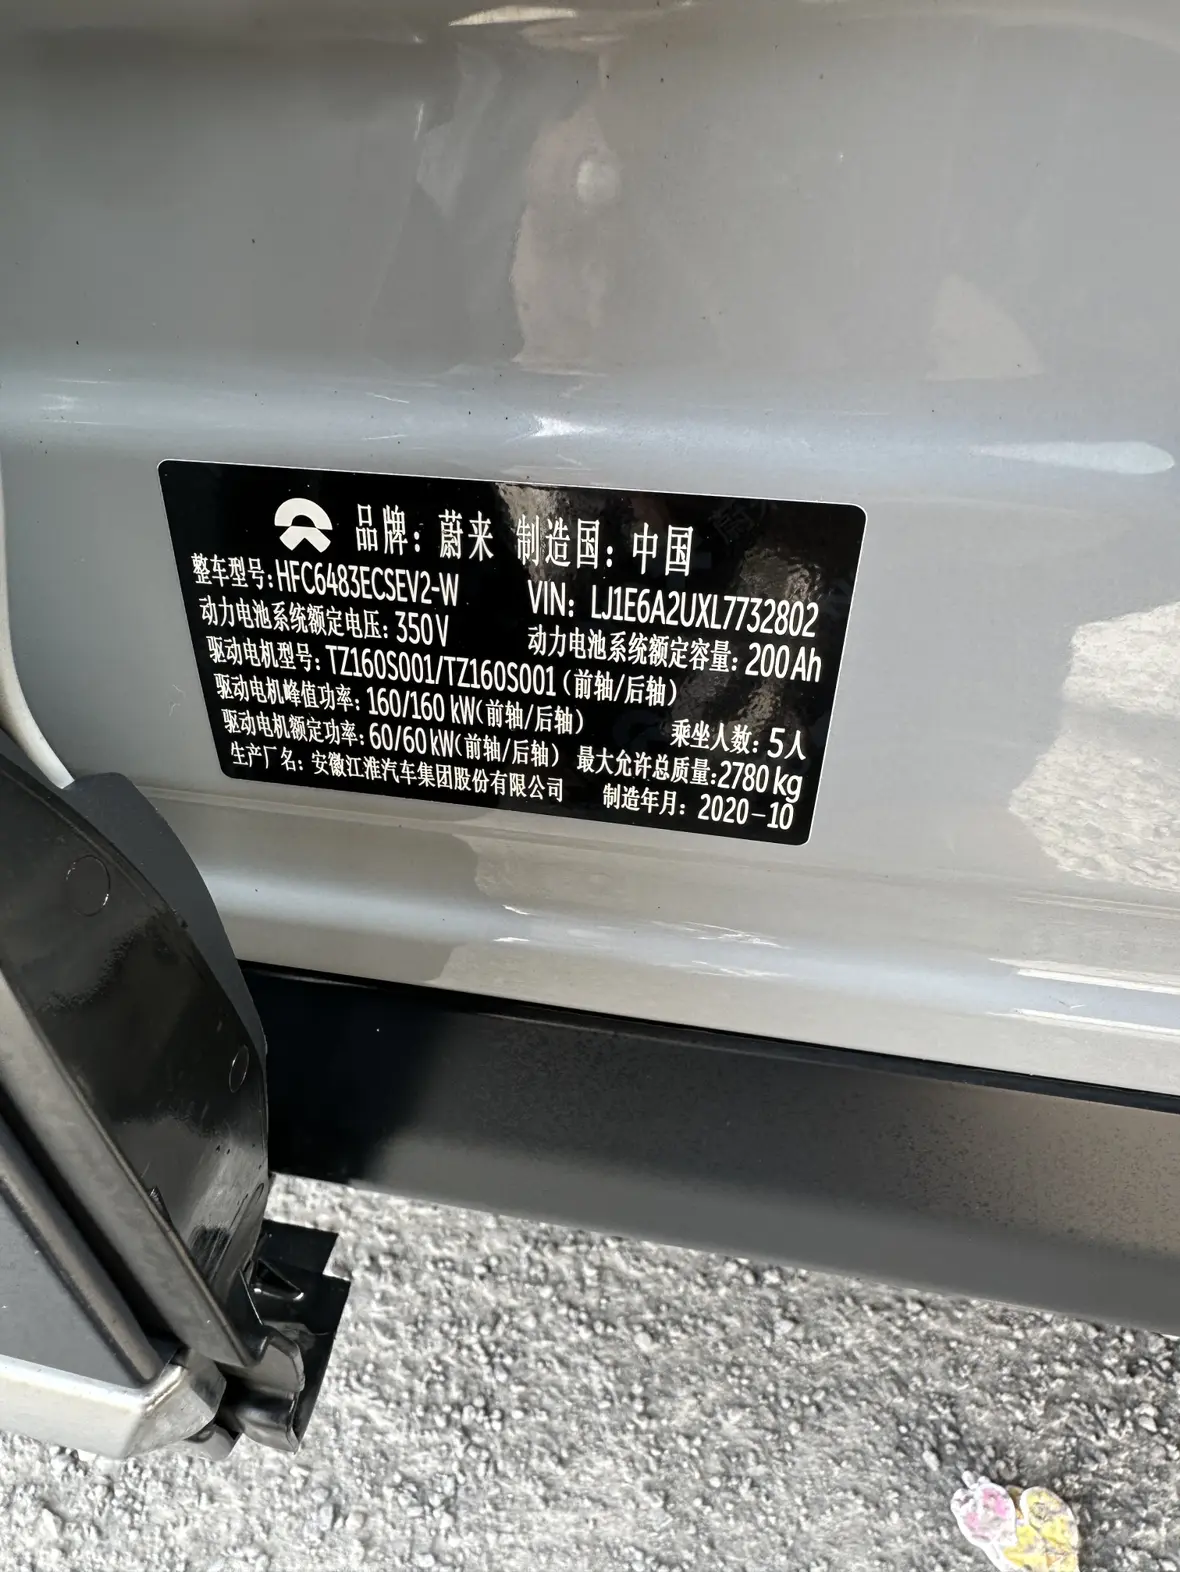 品牌：蔚来 制造国：中国
整车型号:HFC6483ECSEV2-W VIN：LJ1E6A2UXL7732802
动力电池系统额定电压:350V 动力电池系统额定容量:200Ah
驱动电机型号:TZ160S001/TZ160S001(前轴/后轴)
驱动电机峰值功率:160/160 kW(前轴/后轴) 乘坐人数：5人
驱动电机额定功率:60/60kW(前轴/后轴) 最大允许总质量:2780kg
生产厂名：安徽江淮汽车集团股份有限公司 制造年月：2020-10